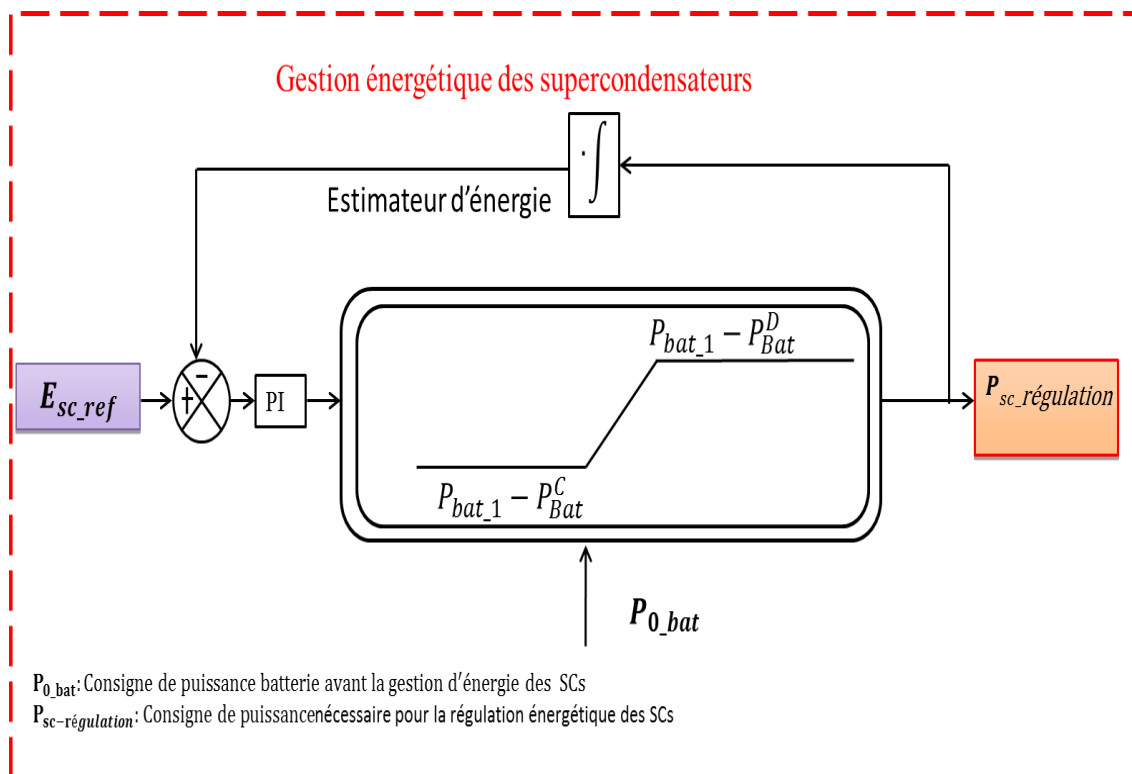 Gestion énergétique des supercondensateurs
∫
Estimateur d'énergie
E_sc_ref
+ −
PI
P_bat_1 − P_Bat^D
P_bat_1 − P_Bat^C
P_sc_régulation
P_0_bat
P_0_bat: Consigne de puissance batterie avant la gestion d'énergie des SCs
P_sc−régulation: Consigne de puissancenécessaire pour la régulation énergétique des SCs